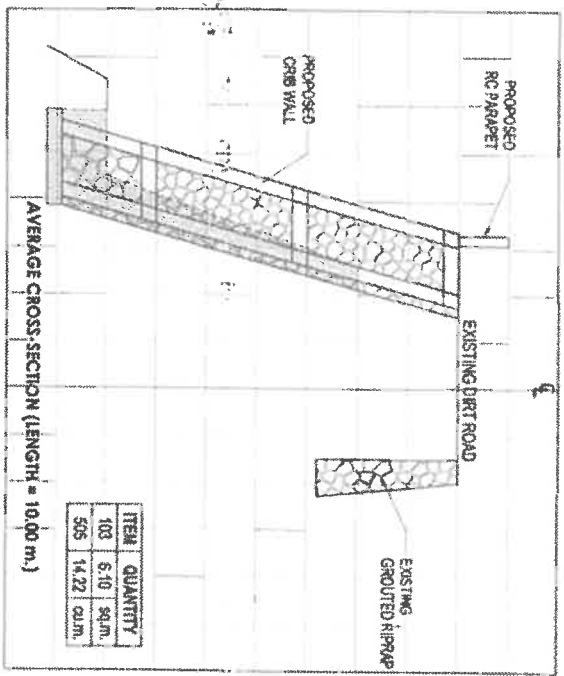 PROPOSED
RC PARAPET
PROPOSED
CRIB WALL
EXISTING DIRT ROAD
EXISTING
GROUTED RIPRAP
ITEM QUANTITY
103 6.10 sq.m.
506 14.22 cu.m.
AVERAGE CROSS-SECTION (LENGTH = 10.00 m.)